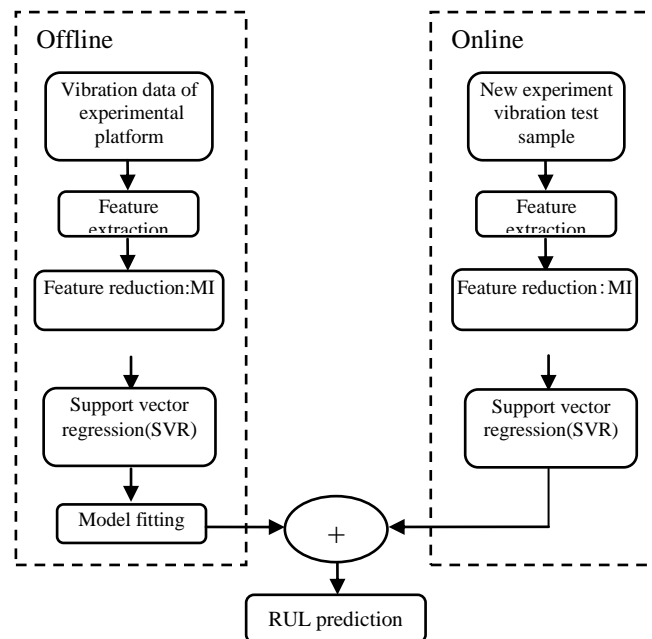 Offline
Vibration data of
experimental
platform
Feature
extraction
Feature reduction:MI
Support vector
regression(SVR)
Model fitting
Online
New experiment
vibration test
sample
Feature
extraction
Feature reduction：MI
Support vector
regression(SVR)
+
RUL prediction